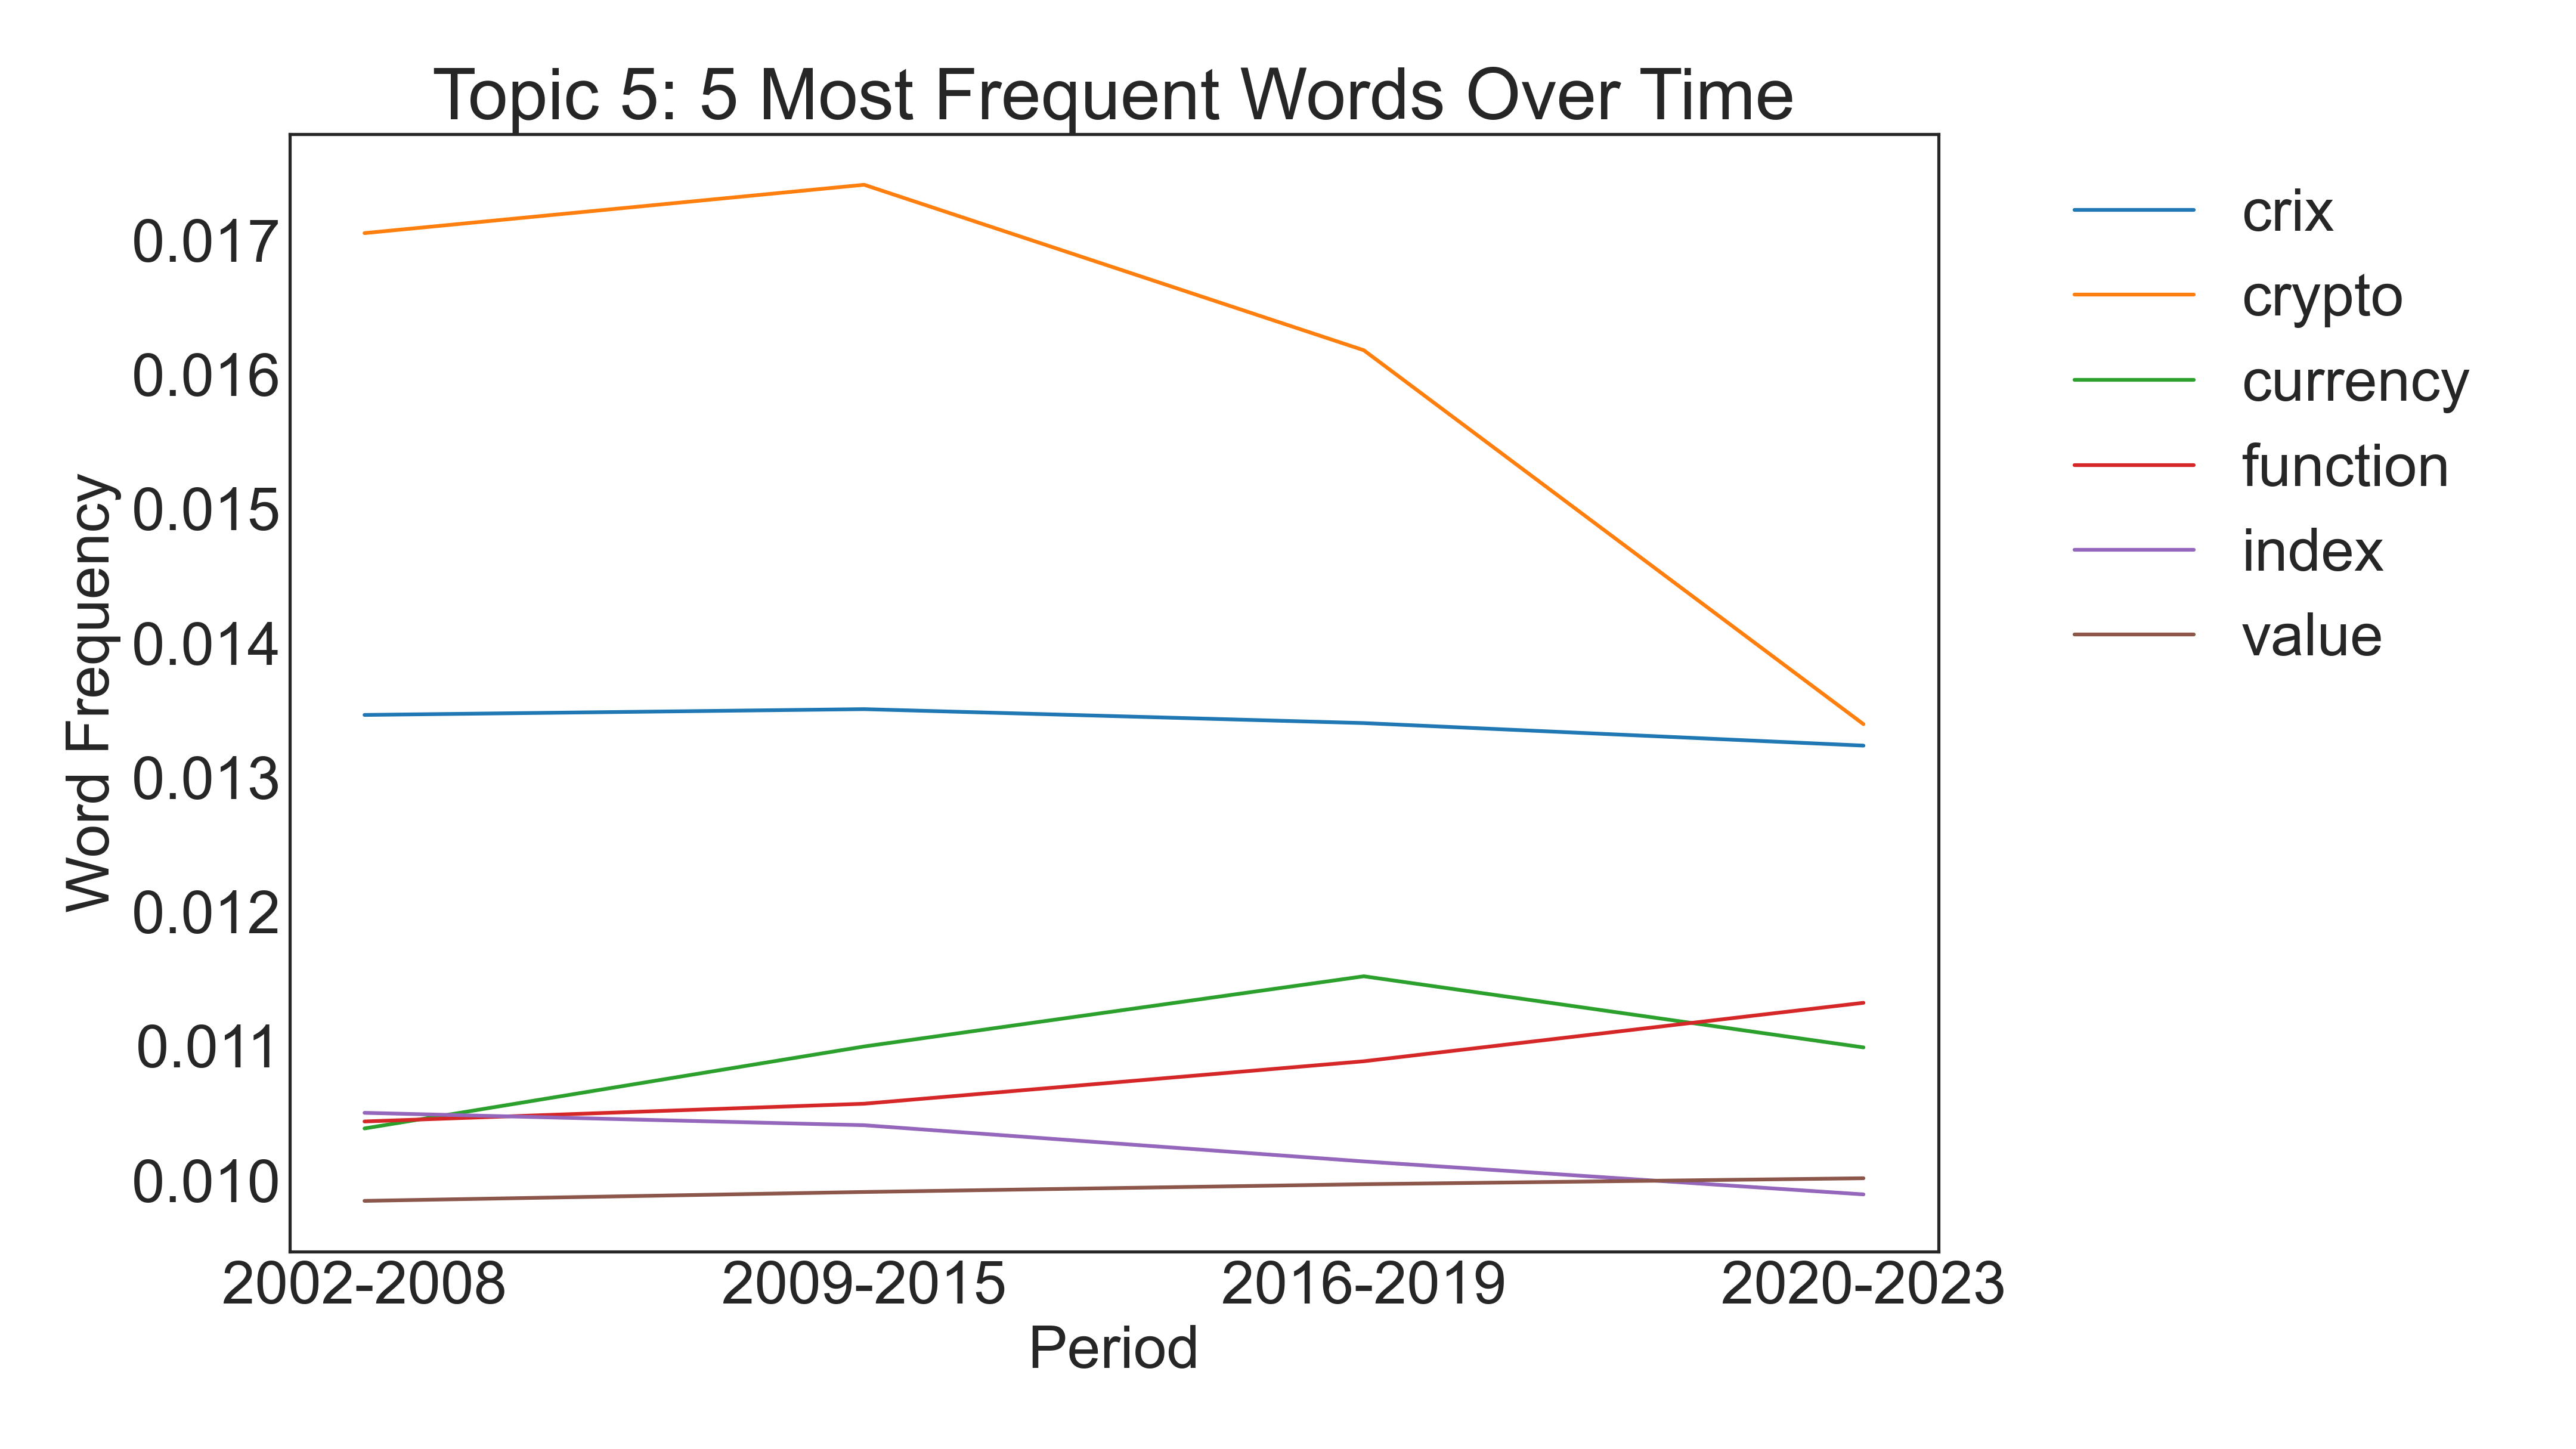 Topic 5: 5 Most Frequent Words Over Time
Word Frequency
0.017
0.016
0.015
0.014
0.013
0.012
0.011
0.010
2002-2008 2009-2015 2016-2019 2020-2023
Period
crix
crypto
currency
function
index
value